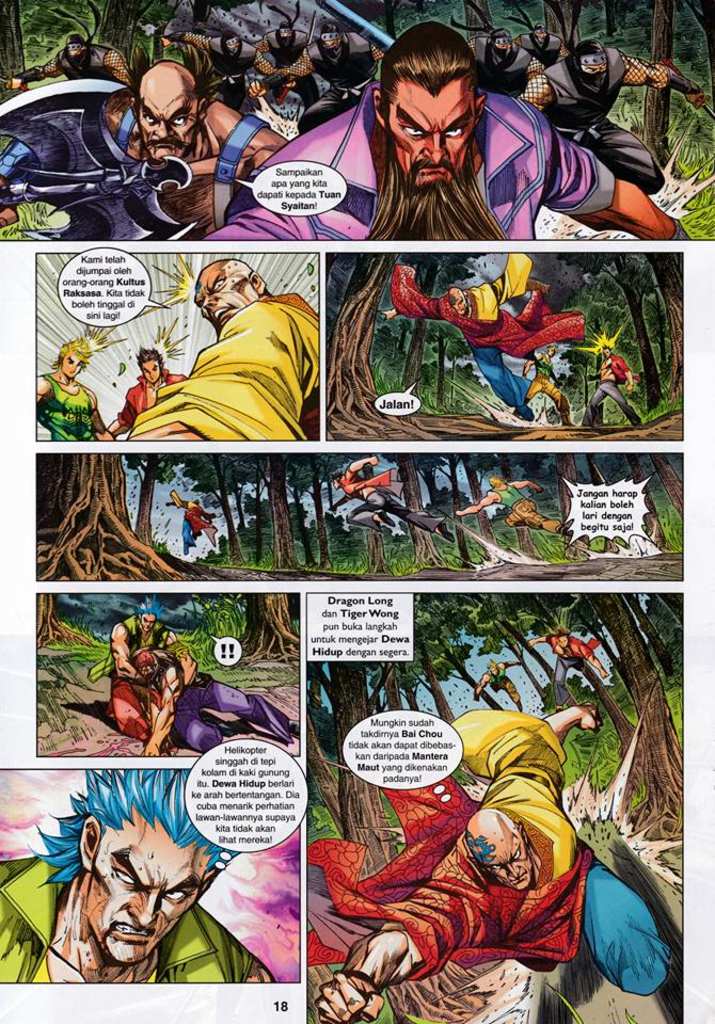 Sampaikan
apa yang kita
dapati kepada Tuan
Syaitan!
Kami telah
dijumpai oleh
orang-orang Kultus
Raksasa. Kita tidak
boleh tinggal di
sini lagi!
Jalan!
Jangan harap
kalian boleh
lari dengan
begitu saja!
!!
Dragon Long
dan Tiger Wong
pun buka langkah
untuk mengejar Dewa
Hidup dengan segera.
Mungkin sudah
takdirnya Bai Chou
tidak akan dapat dibebas-
kan daripada Mantera
Maut yang dikenakan
padanya!
Helikopter
singgah di tepi
kolam di kaki gunung
itu. Dewa Hidup berlari
ke arah bertentangan. Dia
cuba menarik perhatian
lawan-lawannya supaya
kita tidak akan
lihat mereka!
18